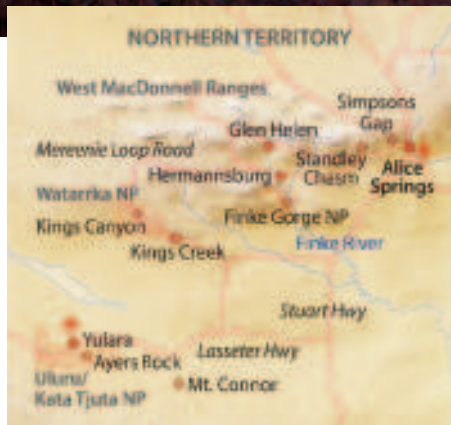 NORTHERN TERRITORY
West MacDonnell Ranges
Simpsons
Gap
Glen Helen
Mereenie Loop Road
Standley
Chasm
Alice
Springs
Hermannsburg
Watarrka NP
Finke Gorge NP
Kings Canyon
Finke River
Kings Creek
Stuart Hwy
Yulara
Lasseter Hwy
Ayers Rock
Uluru/
Kata Tjuta NP
Mt. Connor